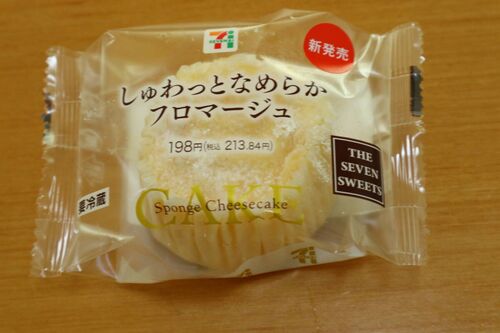 新発売
しゅわっとなめらか
フロマージュ
198円(税込 213.84円)
THE
SEVEN
SWEETS
要冷蔵
CAKE
Sponge Cheesecake